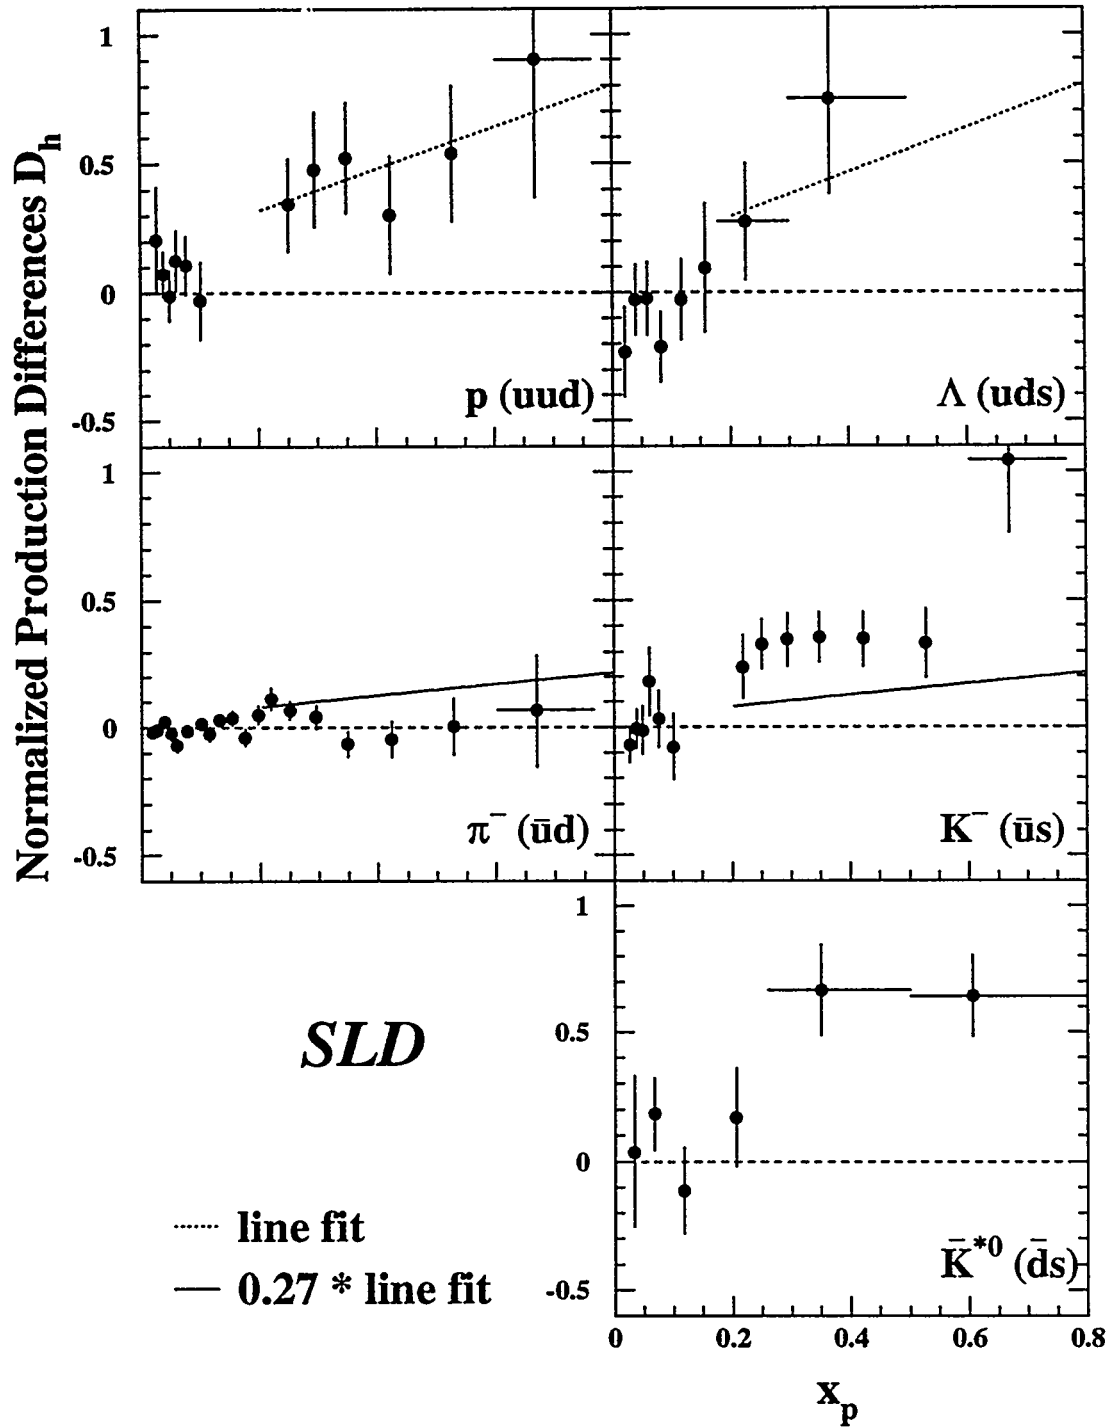 Normalized Production Differences D_h
1
0.5
0
-0.5
p (uud)
Λ (uds)
1
0.5
0
-0.5
π⁻ (ūd)
K⁻ (ūs)
1
0.5
0
-0.5
SLD
line fit
0.27 * line fit
K̄*⁰ (d̄s)
0 0.2 0.4 0.6 0.8
x_p